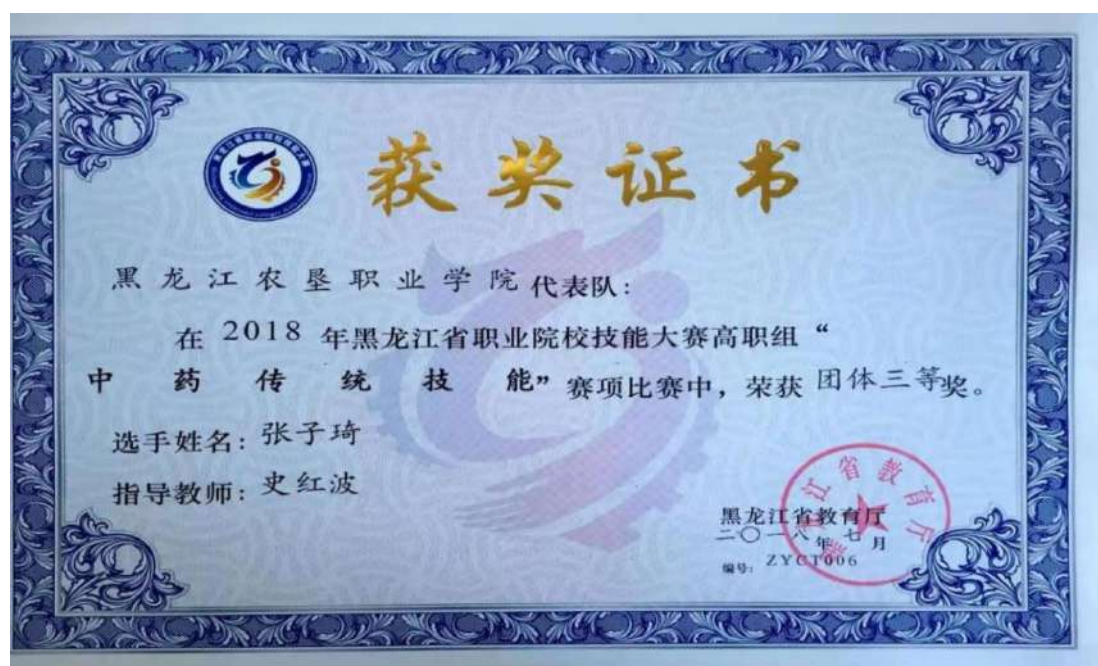 获奖证书
黑龙江农垦职业学院代表队：
在 2018 年黑龙江省职业院校技能大赛高职组“
中药传统技能”赛项比赛中，荣获 团体三等奖。
选手姓名：张子琦
指导教师：史红波
黑龙江省教育厅
二〇一八年七月
编号：ZYCT006
黑龙江省教育厅